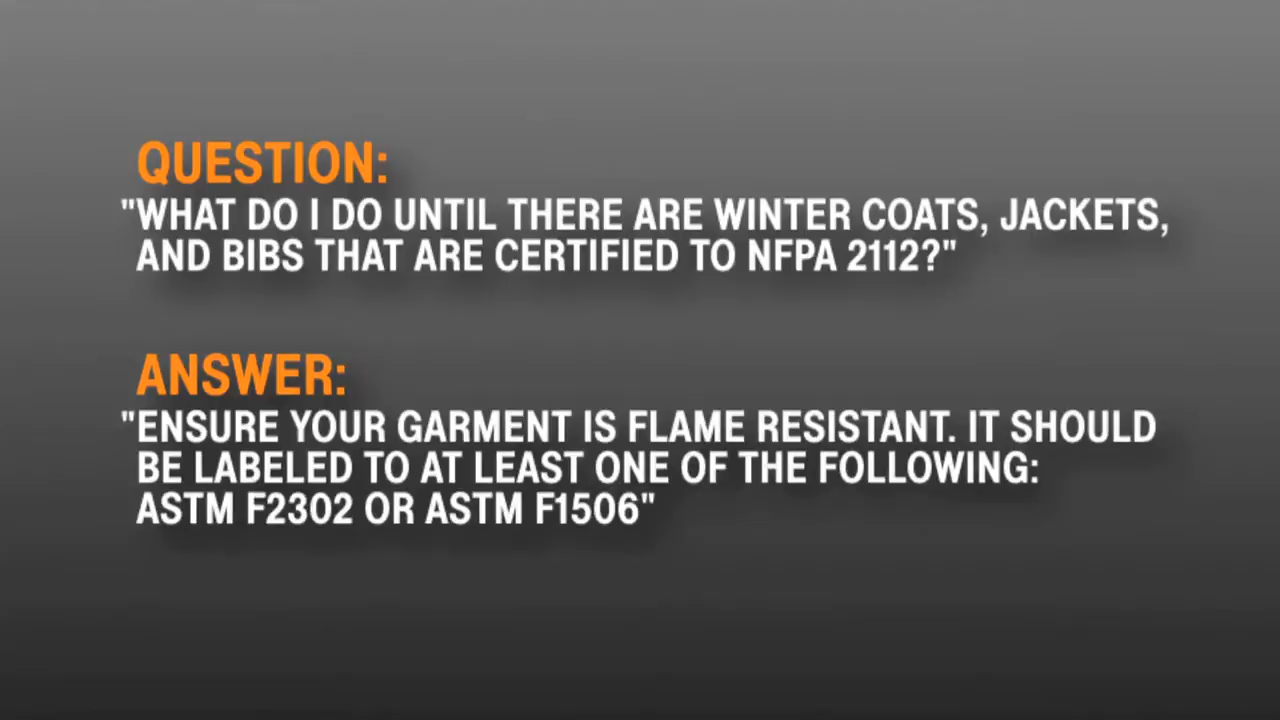 QUESTION:
"WHAT DO I DO UNTIL THERE ARE WINTER COATS, JACKETS,
AND BIBS THAT ARE CERTIFIED TO NFPA 2112?"
ANSWER:
"ENSURE YOUR GARMENT IS FLAME RESISTANT. IT SHOULD
BE LABELED TO AT LEAST ONE OF THE FOLLOWING:
ASTM F2302 OR ASTM F1506"